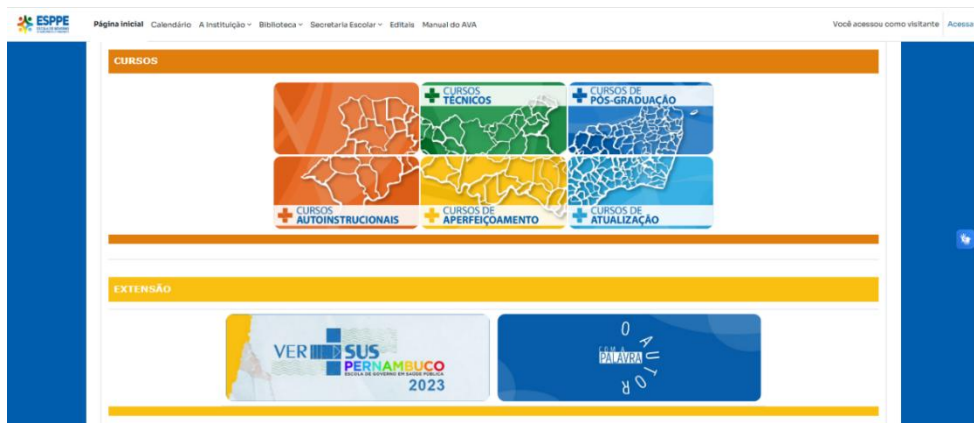 ESPPE
Página inicial Calendário A Instituição Biblioteca Secretaria Escolar Editais Manual do AVA
Você acessou como visitante Acessa
CURSOS
CURSOS
TÉCNICOS
CURSOS DE
PÓS-GRADUAÇÃO
CURSOS
AUTOINSTRUCIONAIS
CURSOS DE
APERFEIÇOAMENTO
CURSOS DE
ATUALIZAÇÃO
EXTENSÃO
VER SUS
PERNAMBUCO
ESCOLA DE GOVERNO EM SAÚDE PÚBLICA
2023
COM A
PALAVRA
O AUTOR